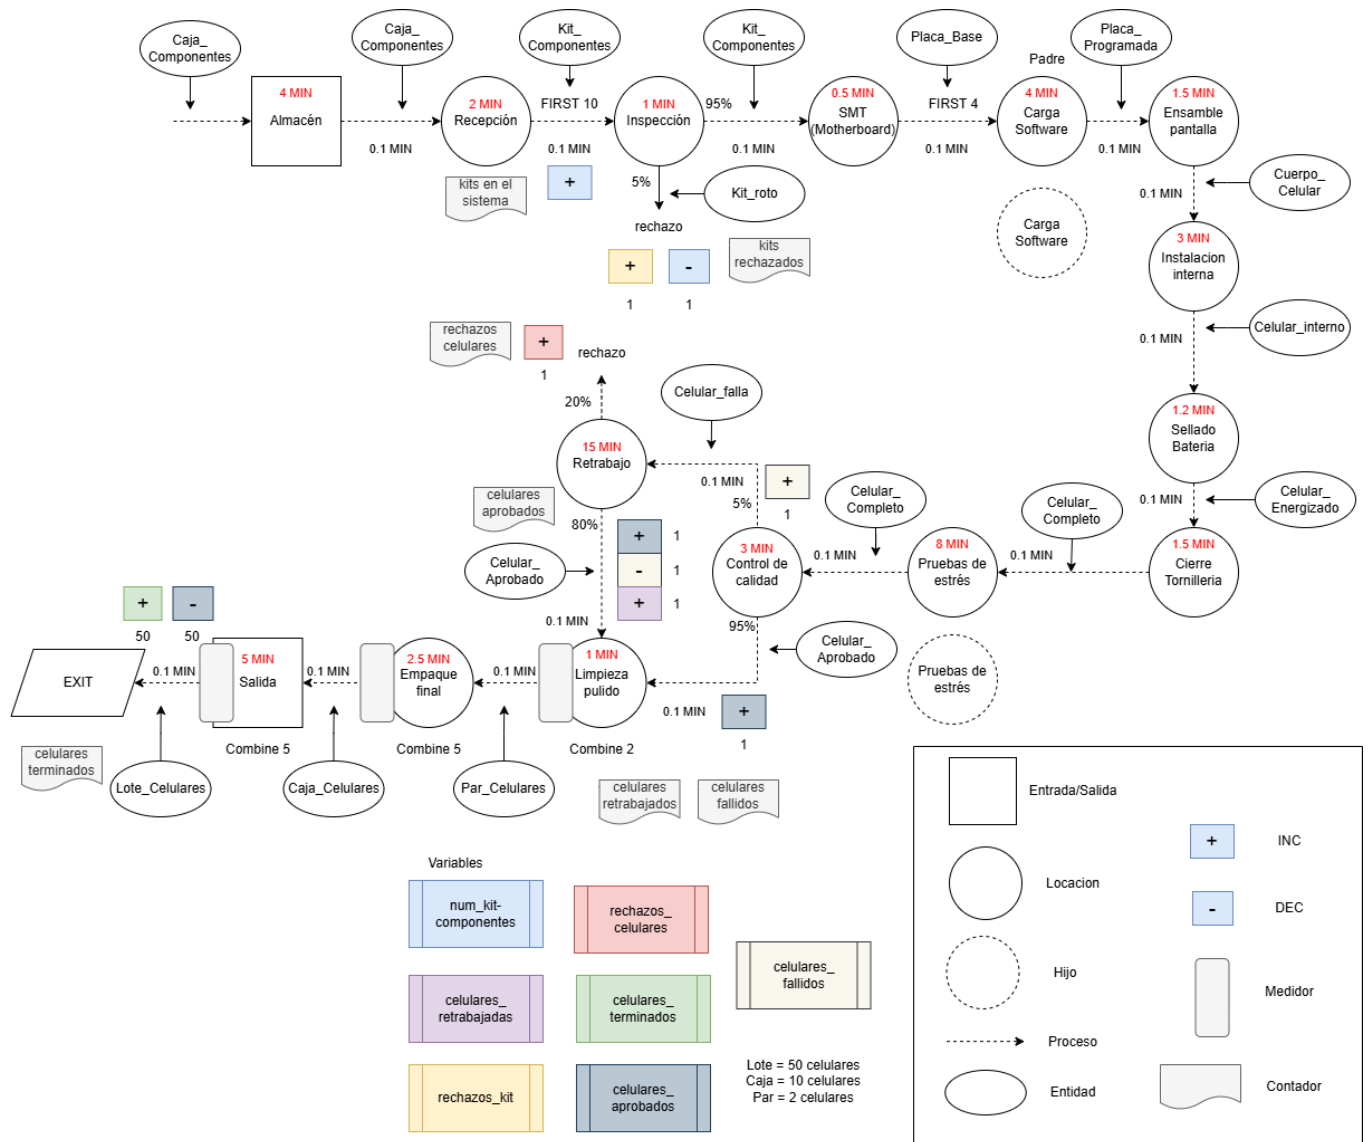 Caja_
Componentes
Caja_
Componentes
Kit_
Componentes
Kit_
Componentes
Placa_Base
Placa_
Programada
Padre
4 MIN
Almacén
0.1 MIN
2 MIN
Recepción
FIRST 10
0.1 MIN
1 MIN
Inspección
95%
0.1 MIN
0.5 MIN
SMT
(Motherboard)
FIRST 4
0.1 MIN
4 MIN
Carga
Software
0.1 MIN
1.5 MIN
Ensamble
pantalla
kits en el
sistema
+
5%
Kit_roto
rechazo
Carga
Software
0.1 MIN
Cuerpo_
Celular
+
1
-
1
kits
rechazados
3 MIN
Instalacion
interna
rechazos
celulares
+
1
rechazo
0.1 MIN
Celular_interno
20%
Celular_falla
1.2 MIN
Sellado
Bateria
15 MIN
Retrabajo
0.1 MIN
5%
+
1
Celular_
Completo
Celular_
Completo
0.1 MIN
Celular_
Energizado
celulares
aprobados
80%
+
1
-
1
+
1
Celular_
Aprobado
3 MIN
Control de
calidad
0.1 MIN
8 MIN
Pruebas de
estrés
0.1 MIN
1.5 MIN
Cierre
Tornilleria
95%
Celular_
Aprobado
Pruebas de
estrés
+
50
-
50
0.1 MIN
EXIT
0.1 MIN
5 MIN
Salida
0.1 MIN
2.5 MIN
Empaque
final
0.1 MIN
1 MIN
Limpieza
pulido
0.1 MIN
+
1
Combine 5
Combine 5
Combine 2
celulares
terminados
Lote_Celulares
Caja_Celulares
Par_Celulares
celulares
retrabajados
celulares
fallidos
Variables
num_kit-
componentes
rechazos_
celulares
celulares_
fallidos
celulares_
retrabajadas
celulares_
terminados
rechazos_kit
celulares_
aprobados
Lote = 50 celulares
Caja = 10 celulares
Par = 2 celulares
Entrada/Salida
+
INC
Locacion
-
DEC
Hijo
Medidor
Proceso
Entidad
Contador